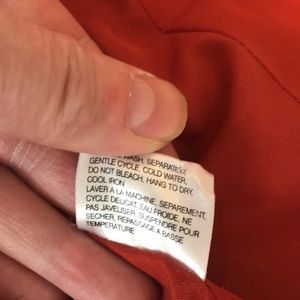 WASH, SEPARATELY,
GENTLE CYCLE, COLD WATER,
DO NOT BLEACH, HANG TO DRY,
COOL IRON
LAVER A LA MACHINE, SEPAREMENT,
CYCLE DELICAT, EAU FROIDE, NE
PAS JAVELISER, SUSPENDRE POUR
SECHER, REPASSAGE A BASSE
TEMPERATURE